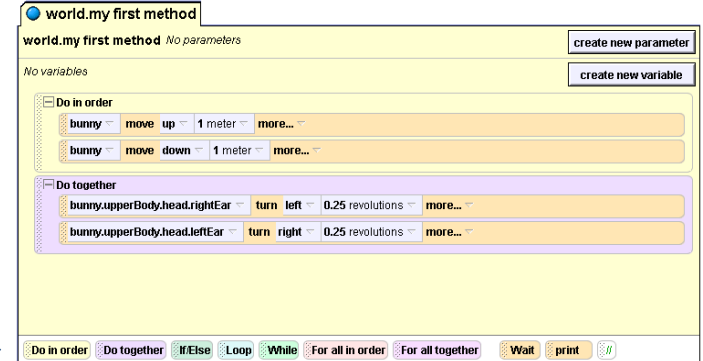 world.my first method
world.my first method No parameters
create new parameter
No variables
create new variable
Do in order
bunny move up 1 meter more...
bunny move down 1 meter more...
Do together
bunny.upperBody.head.rightEar turn left 0.25 revolutions more...
bunny.upperBody.head.leftEar turn right 0.25 revolutions more...
Do in order Do together If/Else Loop While For all in order For all together Wait print //